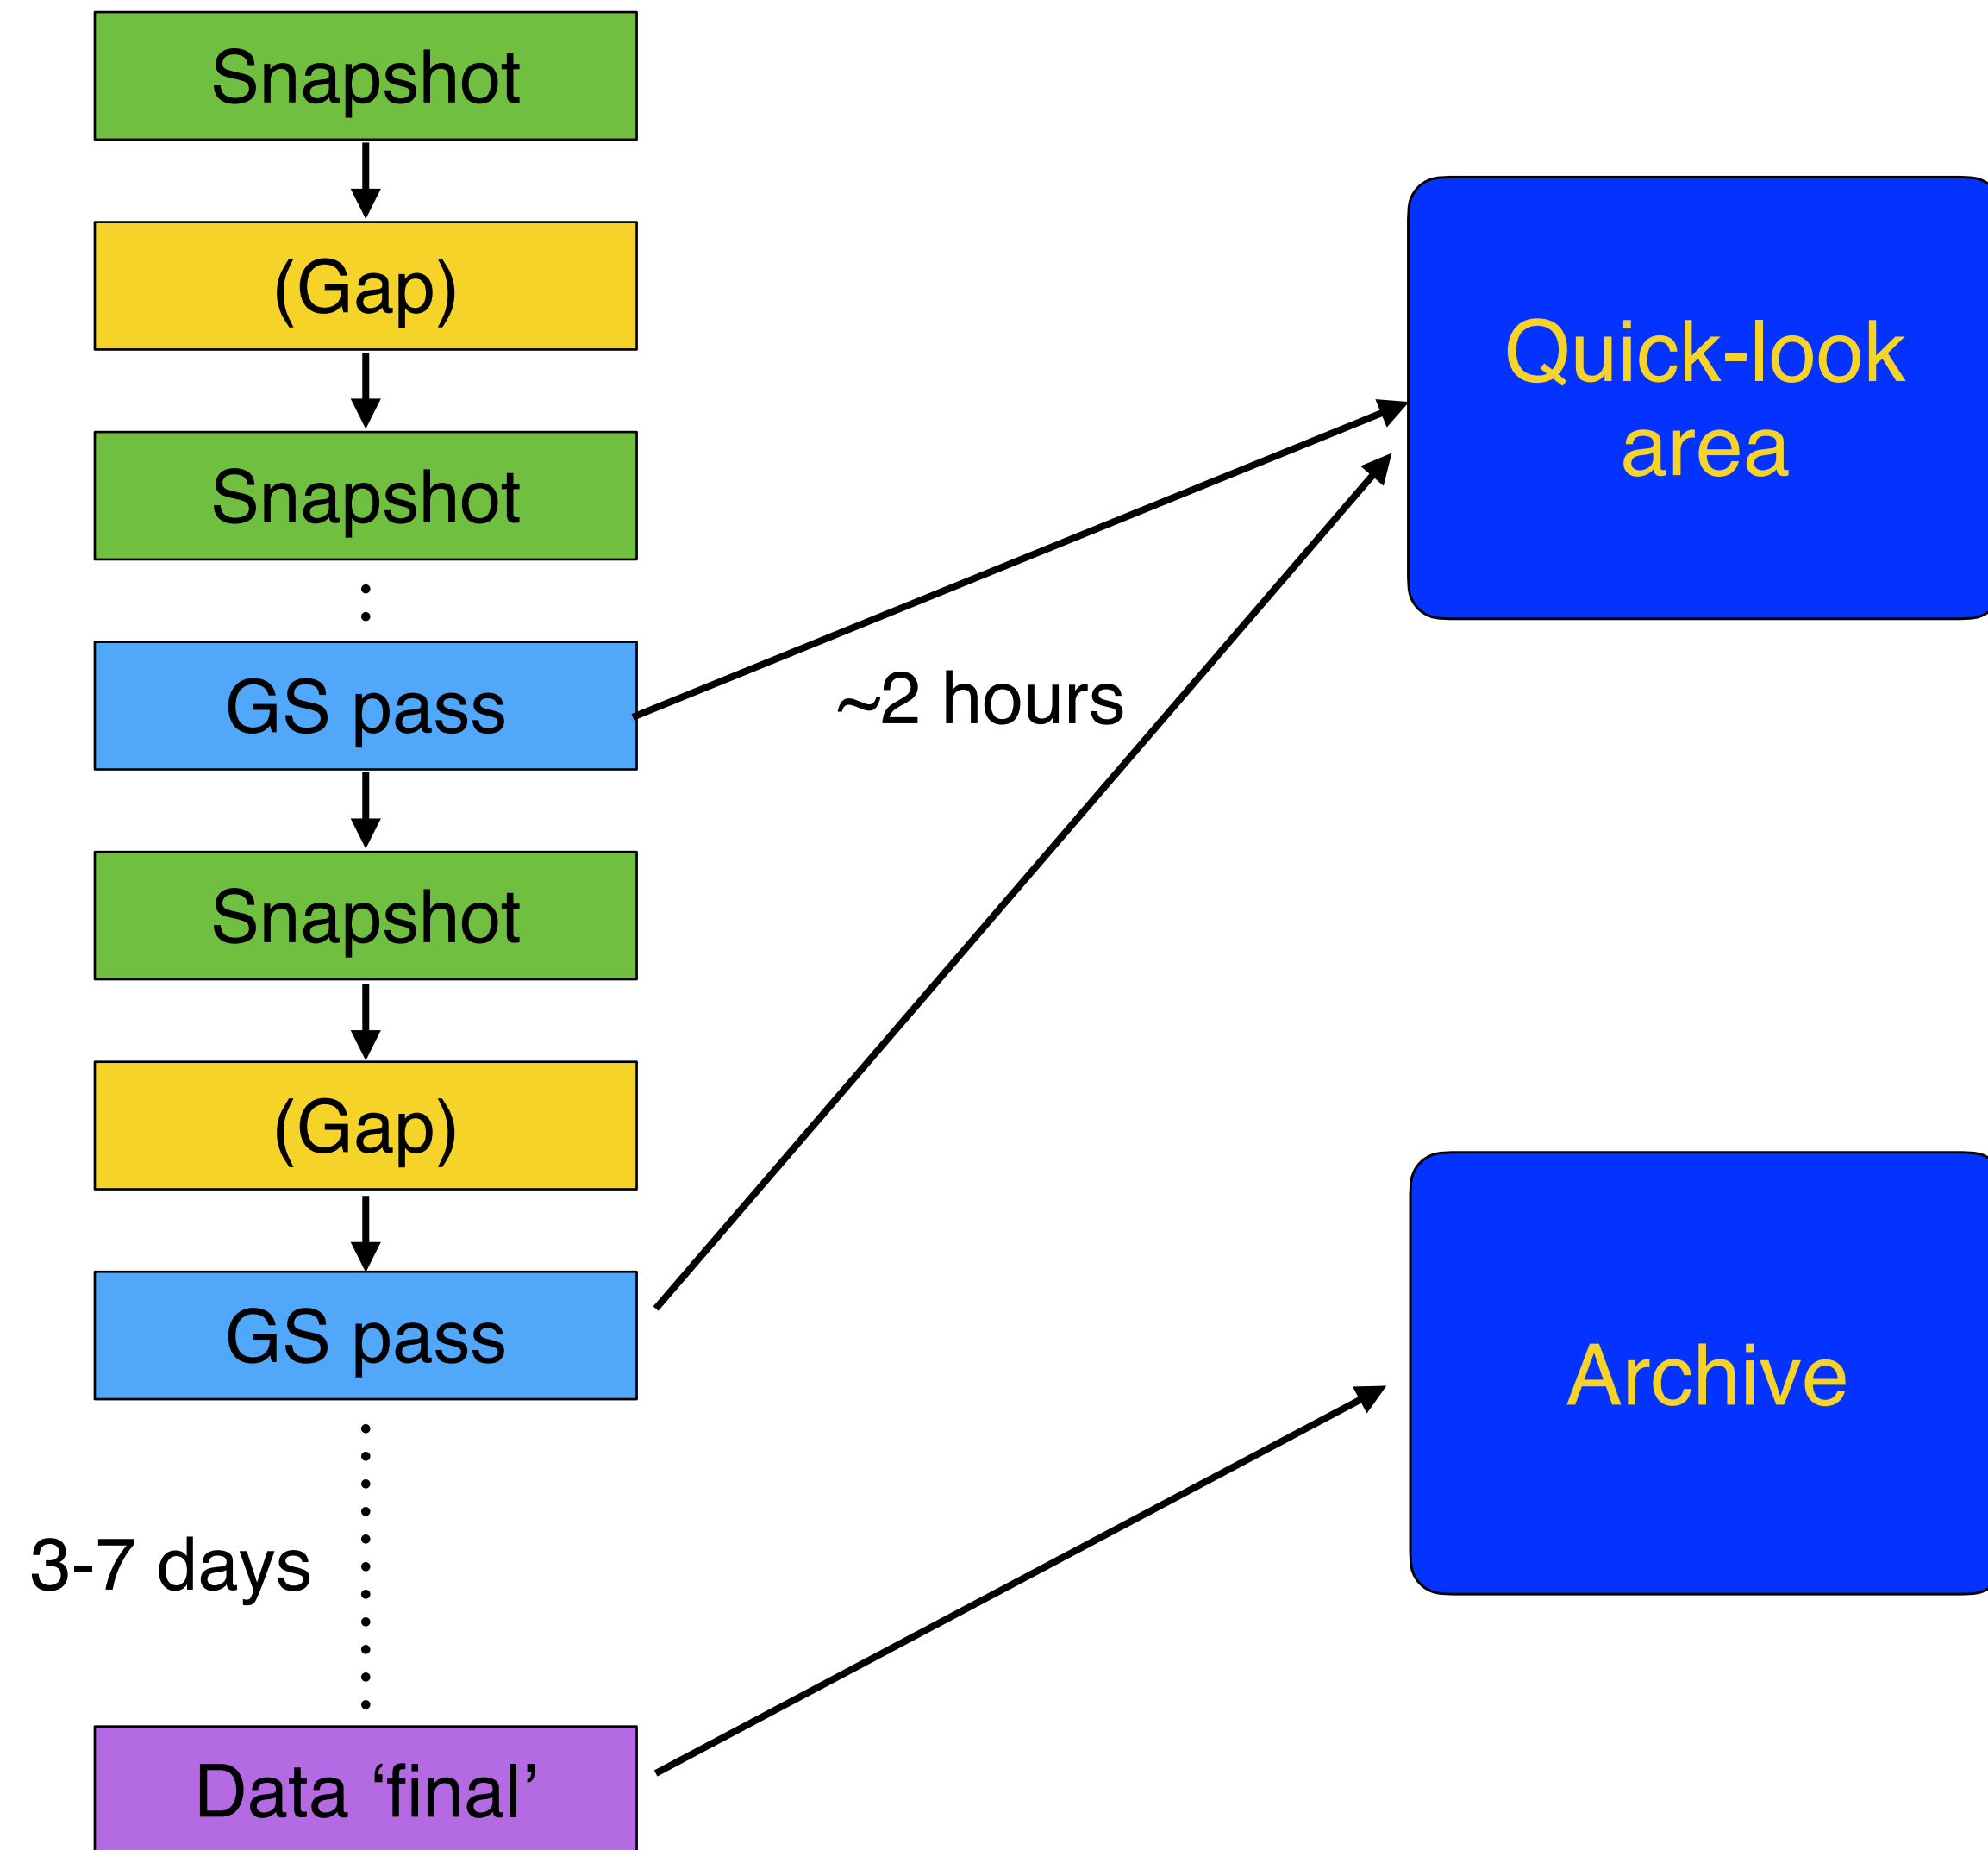 Snapshot
(Gap)
Snapshot
GS pass
Snapshot
(Gap)
GS pass
3-7 days
Data ‘final’
~2 hours
Quick-look
area
Archive